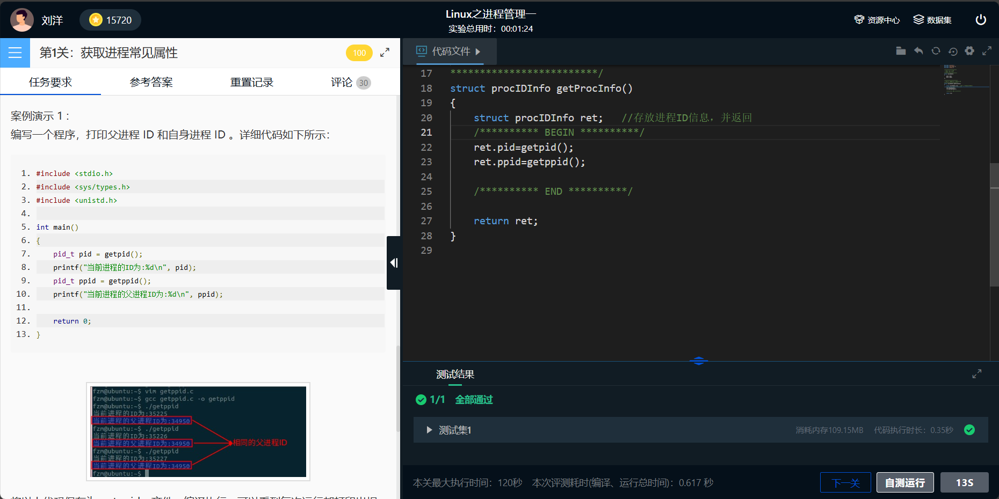 刘洋
15720
Linux之进程管理一
实验总用时：00:01:24
资源中心
数据集
第1关：获取进程常见属性
100
任务要求
参考答案
重置记录
评论 30
案例演示 1：
编写一个程序，打印父进程 ID 和自身进程 ID 。详细代码如下所示：
1. #include <stdio.h>
2. #include <sys/types.h>
3. #include <unistd.h>
4.
5. int main()
6. {
7. pid_t pid = getpid();
8. printf("当前进程的ID为:%d\n", pid);
9. pid_t ppid = getppid();
10. printf("当前进程的父进程ID为:%d\n", ppid);
11.
12. return 0;
13. }
fzm@ubuntu:~$ vim getppid.c
fzm@ubuntu:~$ gcc getppid.c -o getppid
fzm@ubuntu:~$ ./getppid
当前进程的ID为:35225
当前进程的父进程ID为:34950
fzm@ubuntu:~$ ./getppid
当前进程的ID为:35226
当前进程的父进程ID为:34950
相同的父进程ID
fzm@ubuntu:~$ ./getppid
当前进程的ID为:35227
当前进程的父进程ID为:34950
fzm@ubuntu:~$
代码文件
17 *************************/
18 struct procIDInfo getProcInfo()
19 {
20 struct procIDInfo ret; //存放进程ID信息，并返回
21 /********** BEGIN **********/
22 ret.pid=getpid();
23 ret.ppid=getppid();
24
25 /********** END **********/
26
27 return ret;
28 }
29
测试结果
1/1 全部通过
测试集1
消耗内存109.15MB 代码执行时长：0.35秒
本关最大执行时间：120秒 本次评测耗时(编译、运行总时间)：0.617 秒
下一关
自测运行
13S